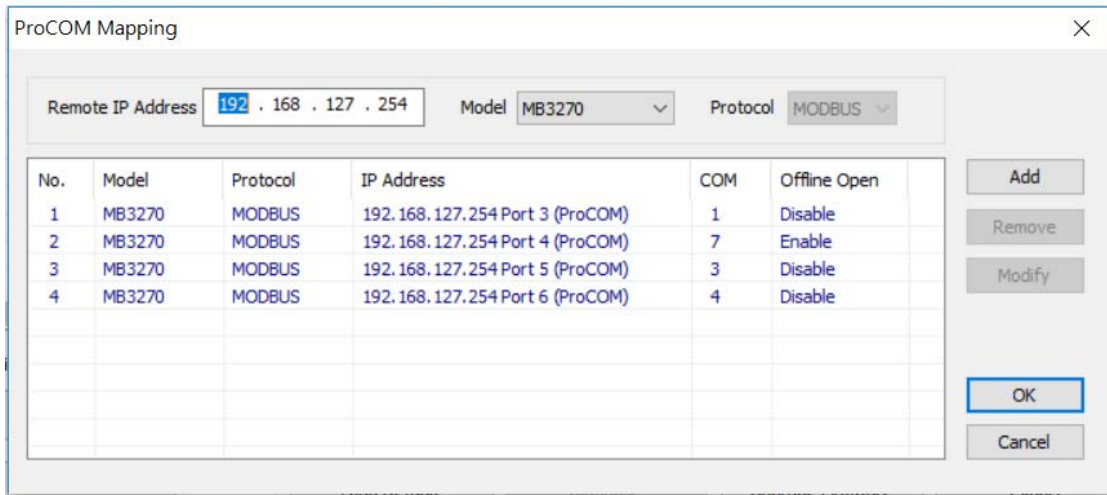 ProCOM Mapping
Remote IP Address 192 . 168 . 127 . 254 Model MB3270 Protocol MODBUS
No. Model Protocol IP Address COM Offline Open
1 MB3270 MODBUS 192.168.127.254 Port 3 (ProCOM) 1 Disable
2 MB3270 MODBUS 192.168.127.254 Port 4 (ProCOM) 7 Enable
3 MB3270 MODBUS 192.168.127.254 Port 5 (ProCOM) 3 Disable
4 MB3270 MODBUS 192.168.127.254 Port 6 (ProCOM) 4 Disable
Add
Remove
Modify
OK
Cancel